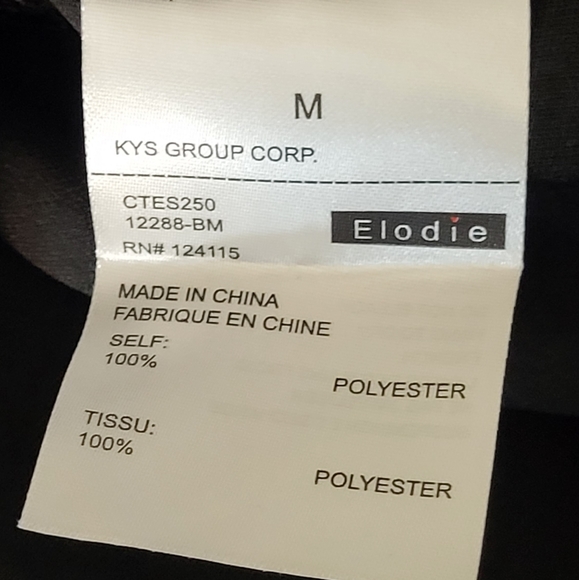 M
KYS GROUP CORP.
CTES250
12288-BM
RN# 124115
Elodie
MADE IN CHINA
FABRIQUE EN CHINE
SELF:
100%
POLYESTER
TISSU:
100%
POLYESTER